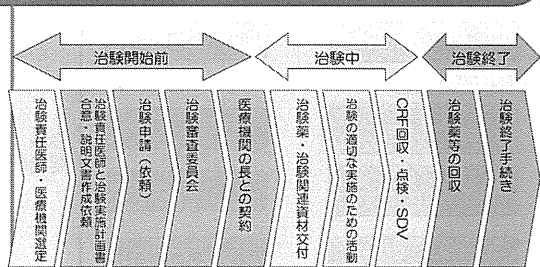 治験開始前
治験中
治験終了
治験責任医師・医療機関選定
治験責任医師と治験実施計画書
合意・説明文書作成依頼
治験申請（依頼）
治験審査委員会
医療機関の長との契約
治験薬・治験関連資材交付
治験の適切な実施のための活動
CRF回収・点検・SDV
治験薬等の回収
治験終了手続き